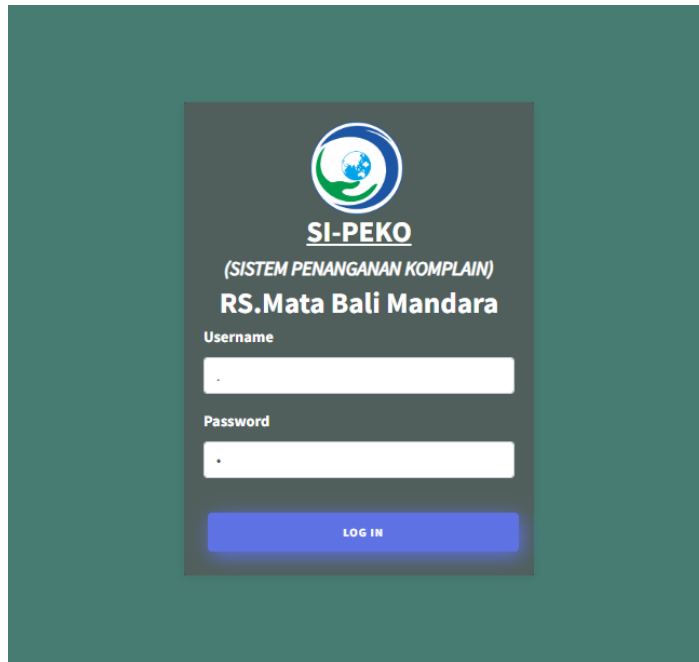 SI-PEKO
(SISTEM PENANGANAN KOMPLAIN)
RS.Mata Bali Mandara
Username
.
Password
•
LOG IN